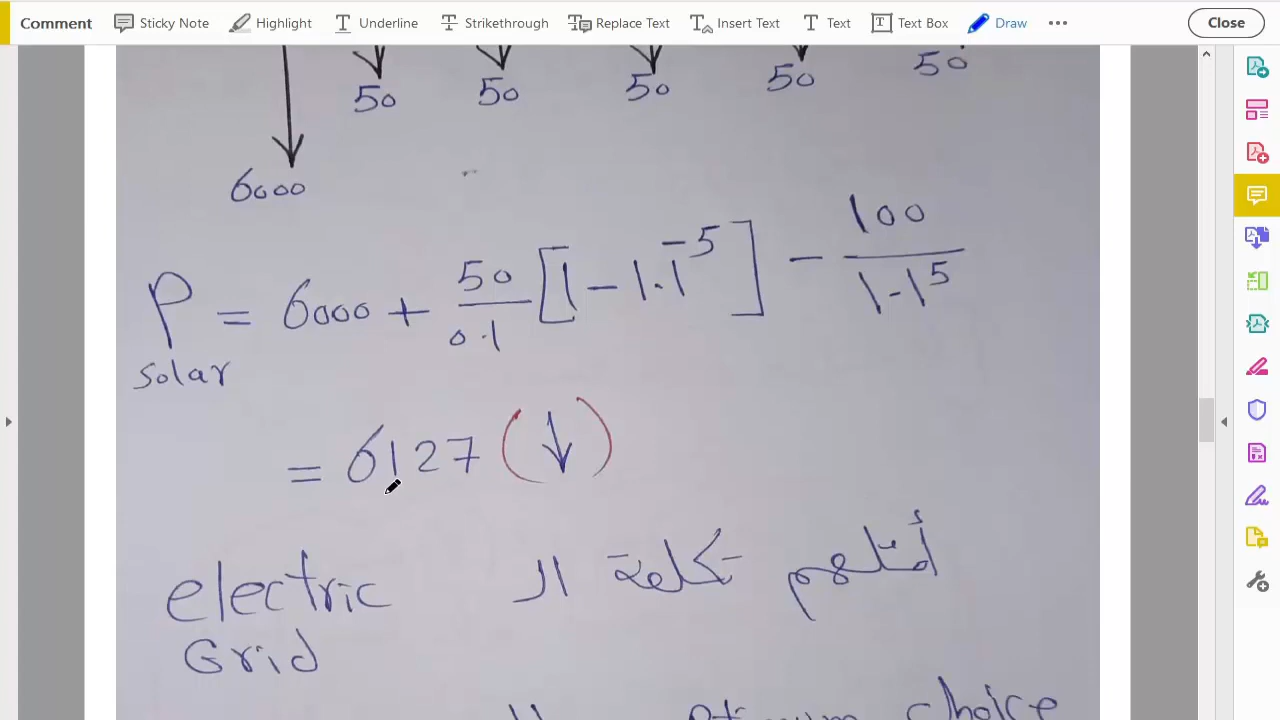 Comment Sticky Note Highlight Underline Strikethrough Replace Text Insert Text Text Text Box Draw Close
50 50 50 50 50
6000
P solar = 6000 + 50/0.1 [1 - 1.1^-5] - 100/1.1^5
= 6127 (↓)
electric أقلهم تكلفة الـ
Grid
choice